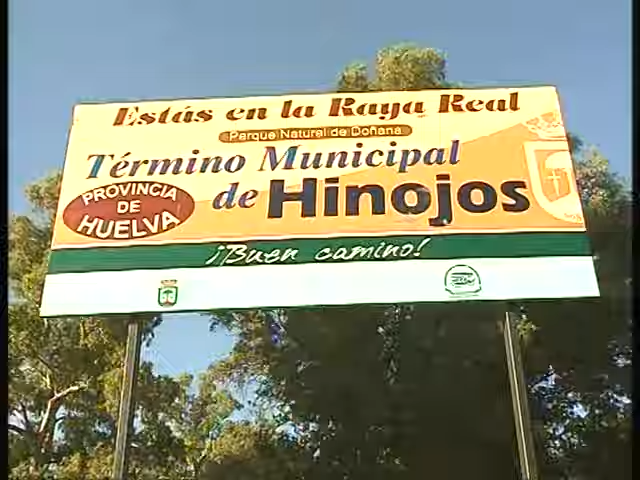 Estás en la Raya Real
Parque Natural de Doñana
Término Municipal
de Hinojos
PROVINCIA
DE
HUELVA
¡Buen camino!